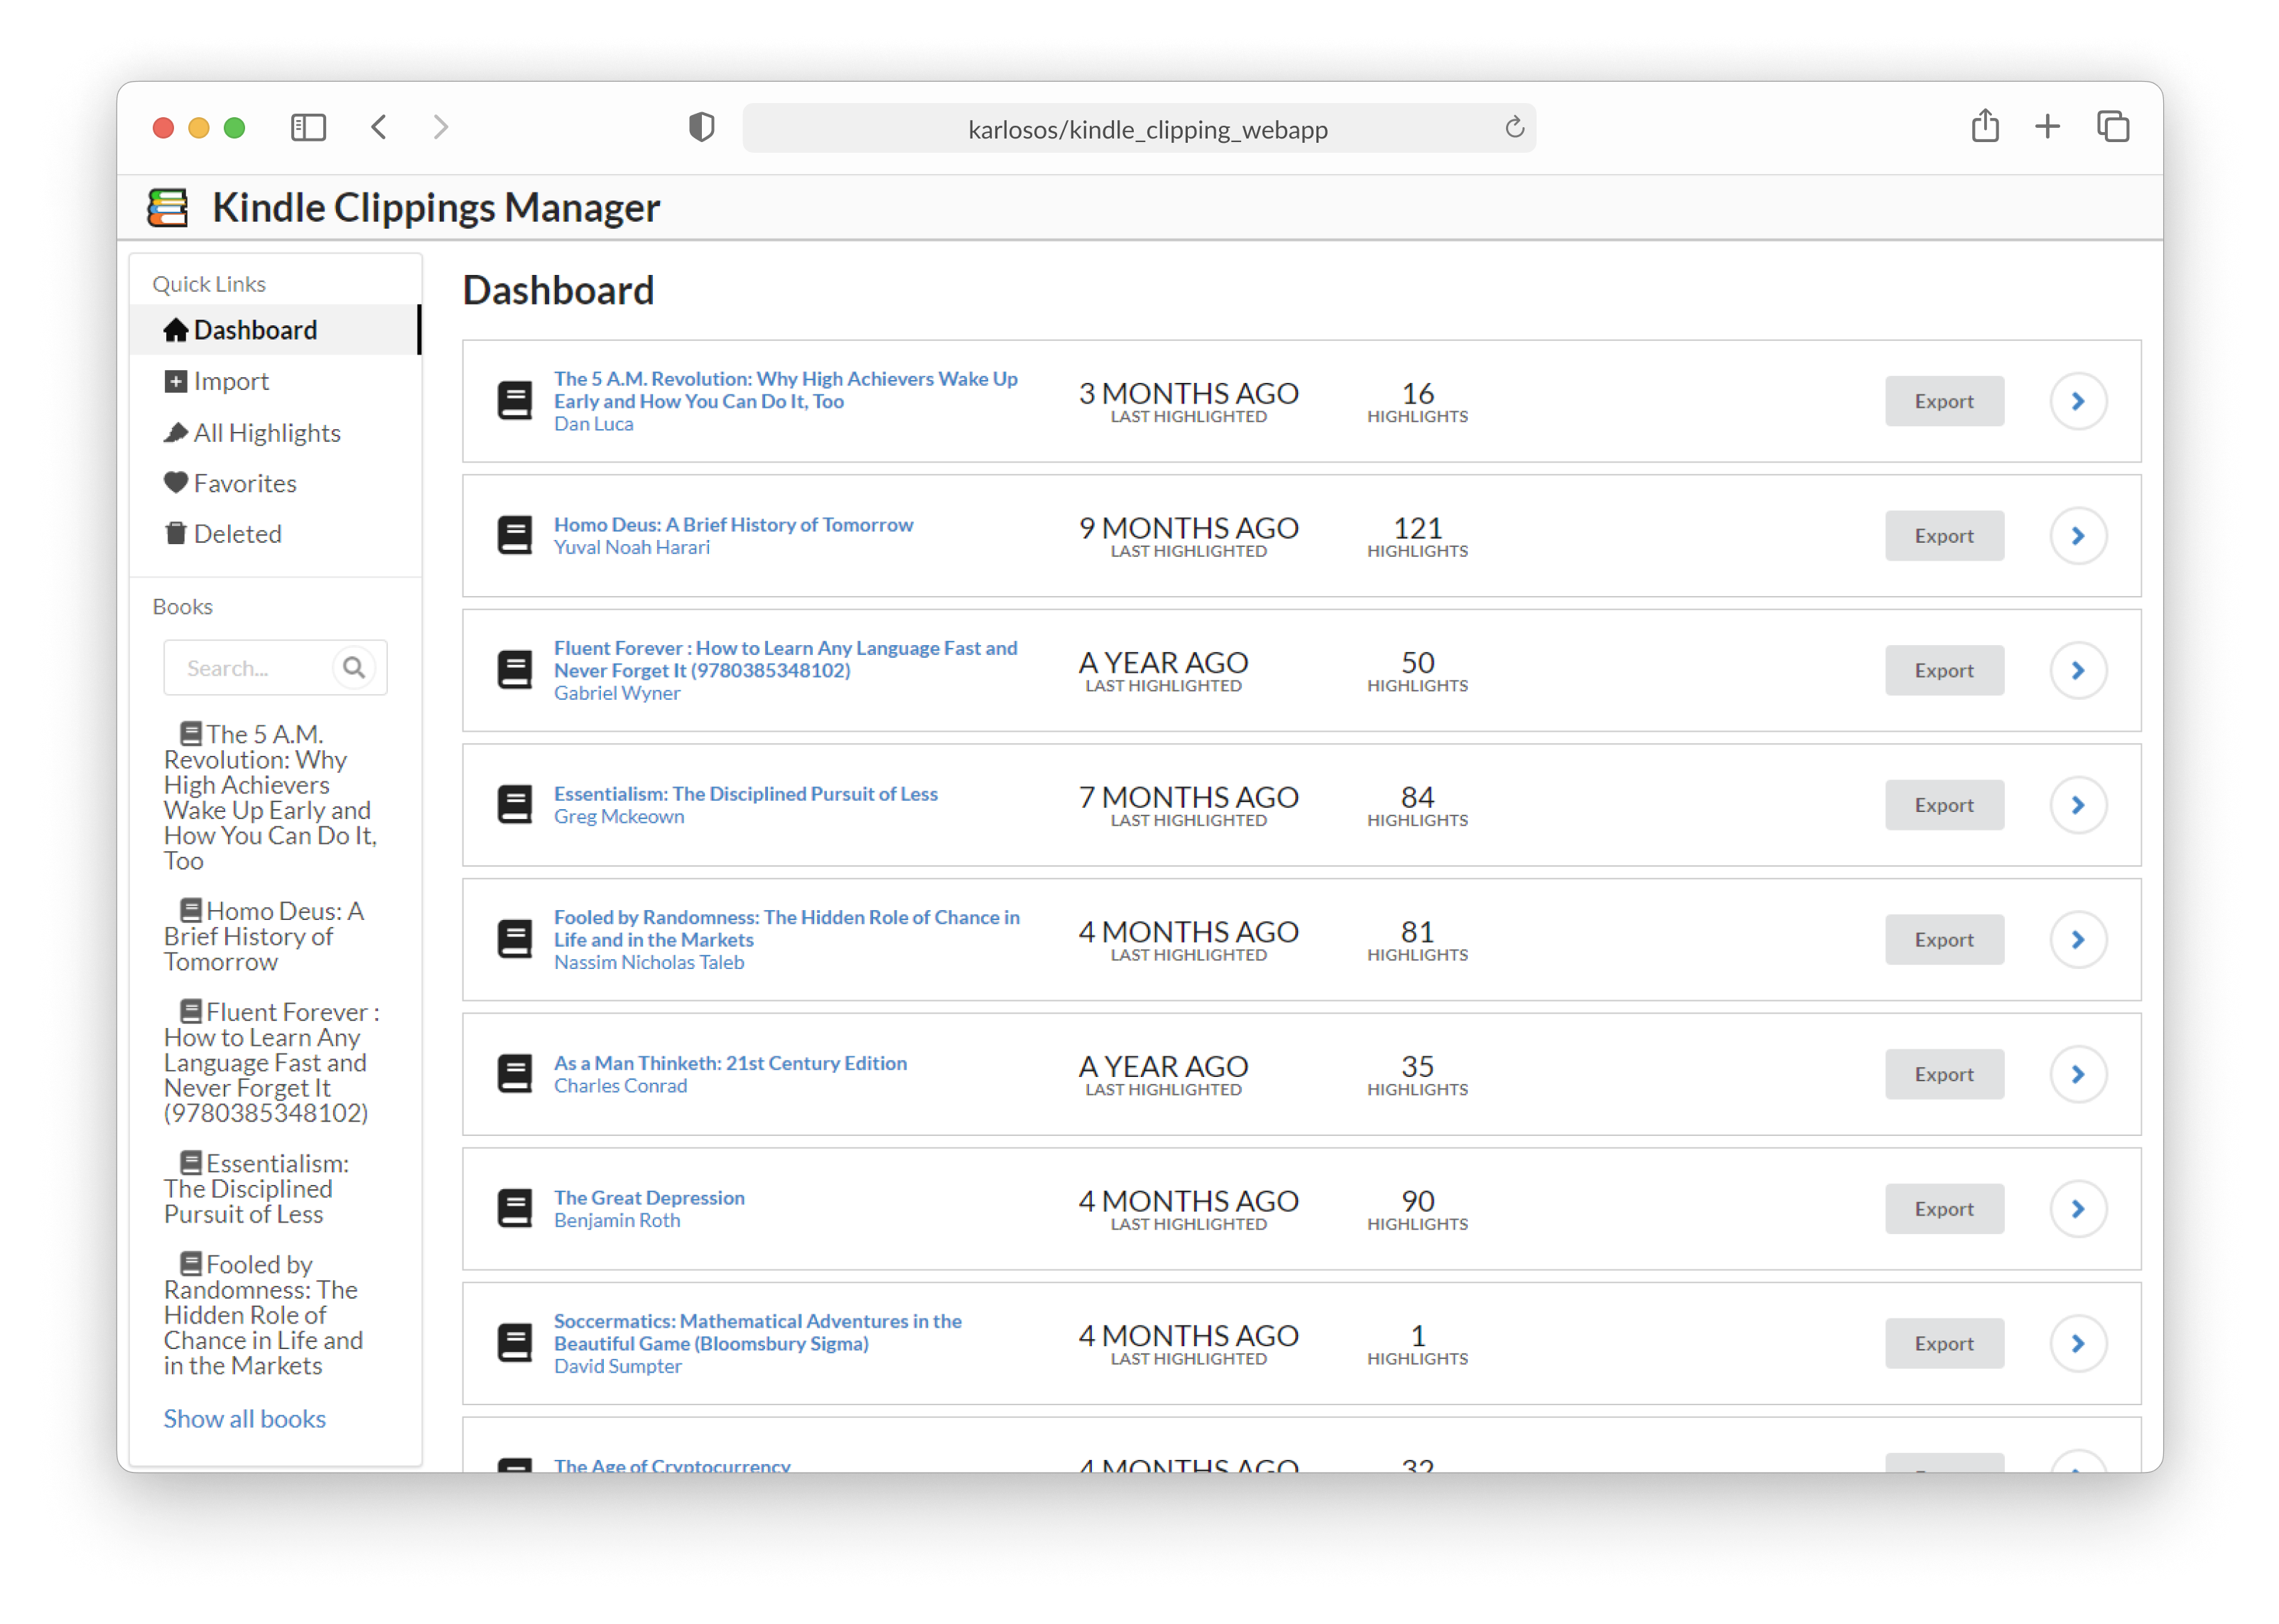 karlosos/kindle_clipping_webapp
Kindle Clippings Manager
Quick Links
Dashboard
Import
All Highlights
Favorites
Deleted
Books
Search...
The 5 A.M.
Revolution: Why
High Achievers
Wake Up Early and
How You Can Do It,
Too
Homo Deus: A
Brief History of
Tomorrow
Fluent Forever :
How to Learn Any
Language Fast and
Never Forget It
(9780385348102)
Essentialism:
The Disciplined
Pursuit of Less
Fooled by
Randomness: The
Hidden Role of
Chance in Life and
in the Markets
Show all books
Dashboard
The 5 A.M. Revolution: Why High Achievers Wake Up
Early and How You Can Do It, Too
Dan Luca
3 MONTHS AGO
LAST HIGHLIGHTED
16
HIGHLIGHTS
Export
Homo Deus: A Brief History of Tomorrow
Yuval Noah Harari
9 MONTHS AGO
LAST HIGHLIGHTED
121
HIGHLIGHTS
Export
Fluent Forever : How to Learn Any Language Fast and
Never Forget It (9780385348102)
Gabriel Wyner
A YEAR AGO
LAST HIGHLIGHTED
50
HIGHLIGHTS
Export
Essentialism: The Disciplined Pursuit of Less
Greg Mckeown
7 MONTHS AGO
LAST HIGHLIGHTED
84
HIGHLIGHTS
Export
Fooled by Randomness: The Hidden Role of Chance in
Life and in the Markets
Nassim Nicholas Taleb
4 MONTHS AGO
LAST HIGHLIGHTED
81
HIGHLIGHTS
Export
As a Man Thinketh: 21st Century Edition
Charles Conrad
A YEAR AGO
LAST HIGHLIGHTED
35
HIGHLIGHTS
Export
The Great Depression
Benjamin Roth
4 MONTHS AGO
LAST HIGHLIGHTED
90
HIGHLIGHTS
Export
Soccermatics: Mathematical Adventures in the
Beautiful Game (Bloomsbury Sigma)
David Sumpter
4 MONTHS AGO
LAST HIGHLIGHTED
1
HIGHLIGHTS
Export
The Age of Cryptocurrency
4 MONTHS AGO
32